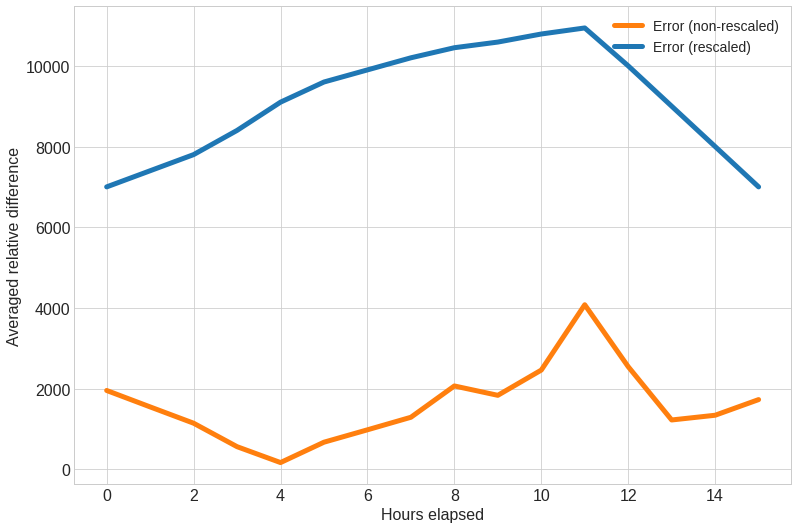 Error (non-rescaled)
Error (rescaled)
10000
8000
6000
4000
2000
0
Averaged relative difference
0 2 4 6 8 10 12 14
Hours elapsed